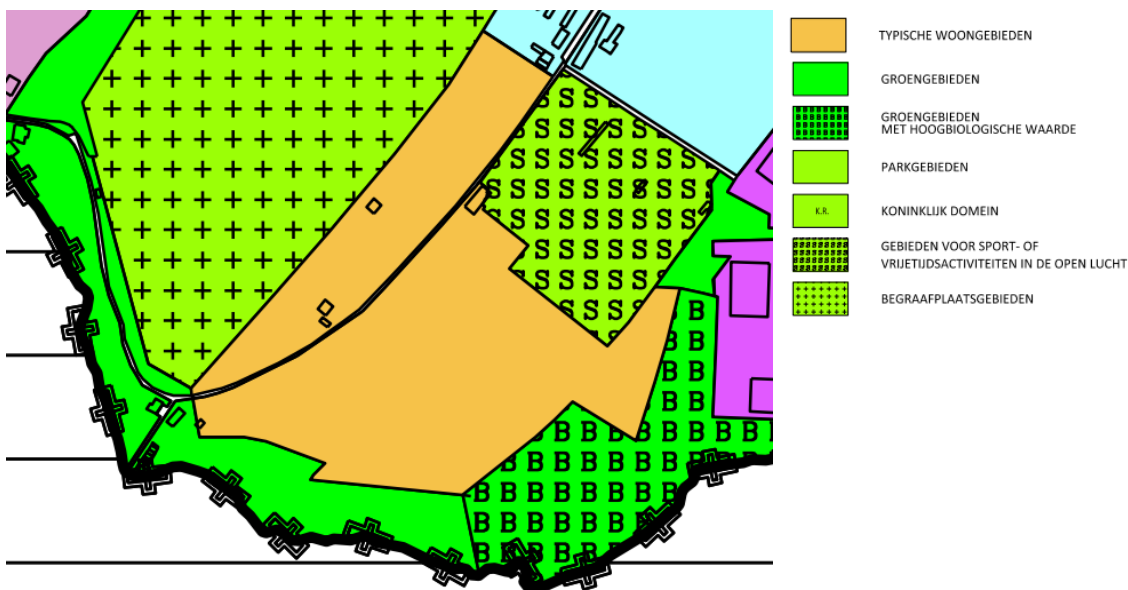 TYPISCHE WOONGEBIEDEN
GROENGEBIEDEN
GROENGEBIEDEN
MET HOOGBIOLOGISCHE WAARDE
PARKGEBIEDEN
K.R. KONINKLIJK DOMEIN
GEBIEDEN VOOR SPORT- OF
VRIJETIJDSACTIVITEITEN IN DE OPEN LUCHT
BEGRAAFPLAATSGEBIEDEN